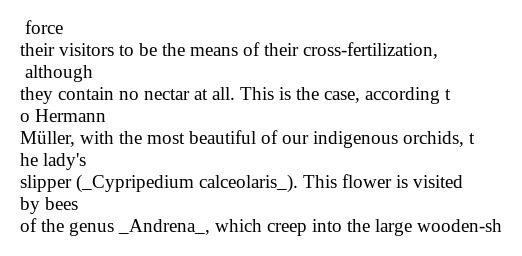 force
their visitors to be the means of their cross-fertilization,
although
they contain no nectar at all. This is the case, according t
o Hermann
Müller, with the most beautiful of our indigenous orchids, t
he lady's
slipper (_Cypripedium calceolaris_). This flower is visited
by bees
of the genus _Andrena_, which creep into the large wooden-sh